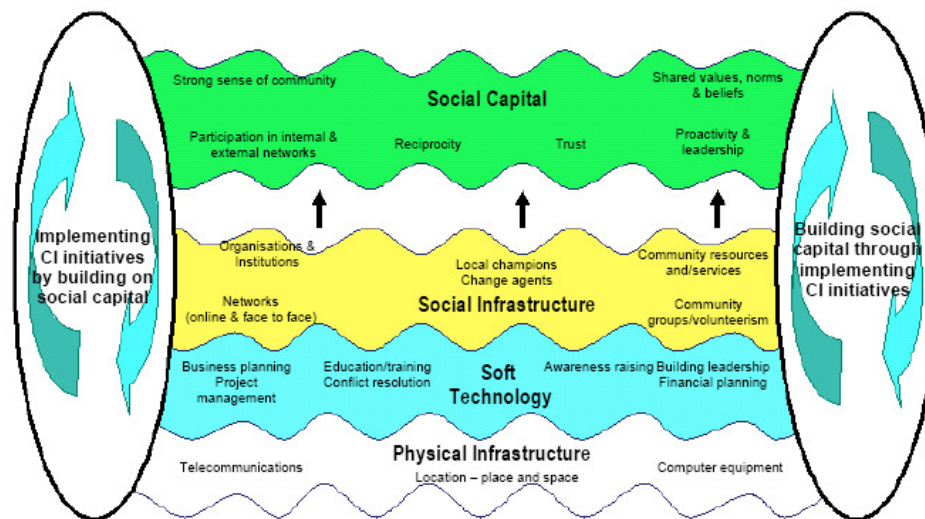 Strong sense of community
Shared values, norms
& beliefs
Social Capital
Participation in internal &
external networks
Reciprocity
Trust
Proactivity &
leadership
Implementing
CI initiatives
by building on
social capital
Building social
capital through
implementing
CI initiatives
Organisations &
Institutions
Local champions
Change agents
Community resources
and/services
Social Infrastructure
Networks
(online & face to face)
Community
groups/volunteerism
Business planning
Project
management
Education/training
Conflict resolution
Soft
Technology
Awareness raising
Building leadership
Financial planning
Physical Infrastructure
Telecommunications
Location – place and space
Computer equipment